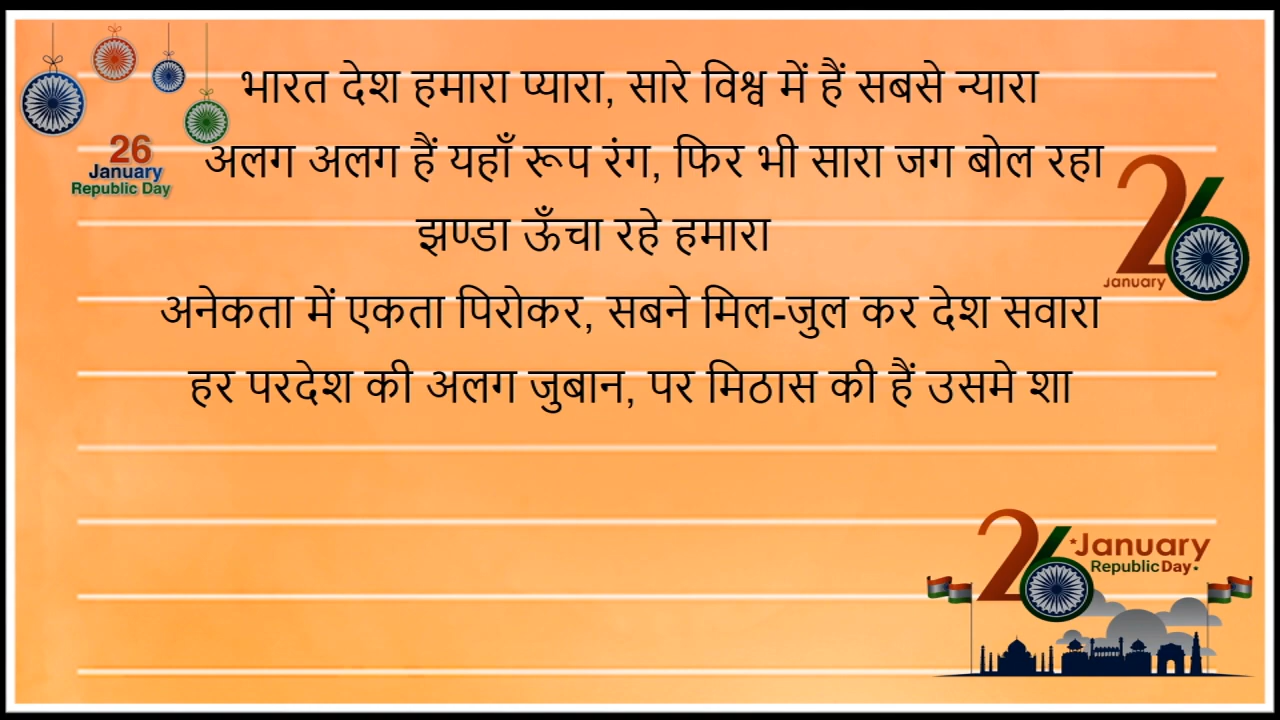 भारत देश हमारा प्यारा, सारे विश्व में हैं सबसे न्यारा
अलग अलग हैं यहाँ रूप रंग, फिर भी सारा जग बोल रहा
झण्डा ऊँचा रहे हमारा
अनेकता में एकता पिरोकर, सबने मिल-जुल कर देश सवारा
हर परदेश की अलग जुबान, पर मिठास की हैं उसमे शा
26
January
Republic Day
26
January
26 January
Republic Day